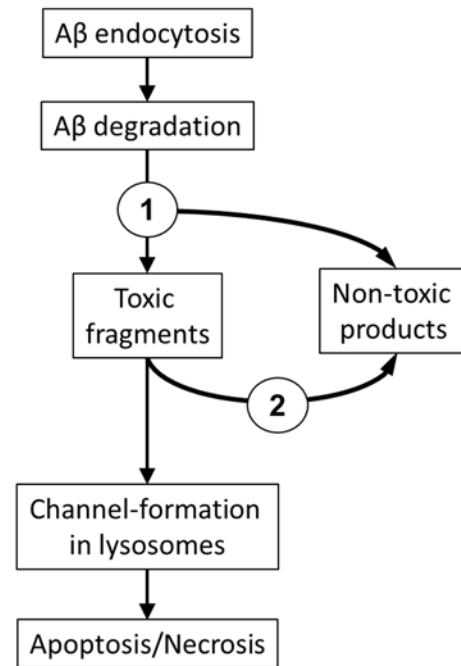 Aβ endocytosis
Aβ degradation
1
Toxic
fragments
Non-toxic
products
2
Channel-formation
in lysosomes
Apoptosis/Necrosis